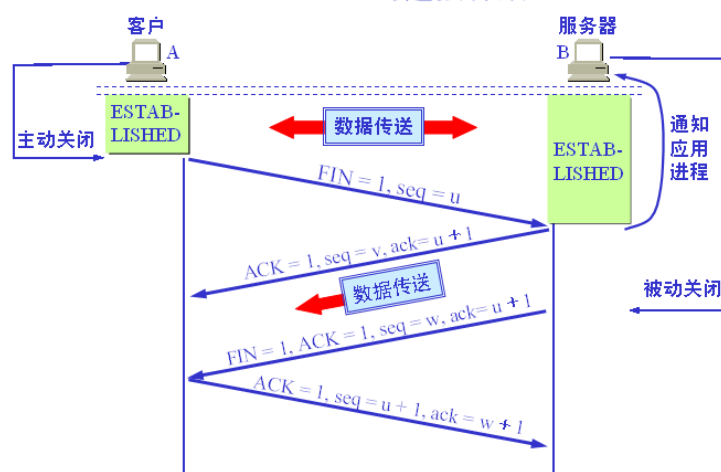 客户
服务器
A
B
ESTAB-
LISHED
主动关闭
数据传送
ESTAB-
LISHED
通知
应用
进程
FIN = 1, seq = u
ACK = 1, seq = v, ack= u + 1
数据传送
被动关闭
FIN = 1, ACK = 1, seq = w, ack= u + 1
ACK = 1, seq = u + 1, ack = w + 1